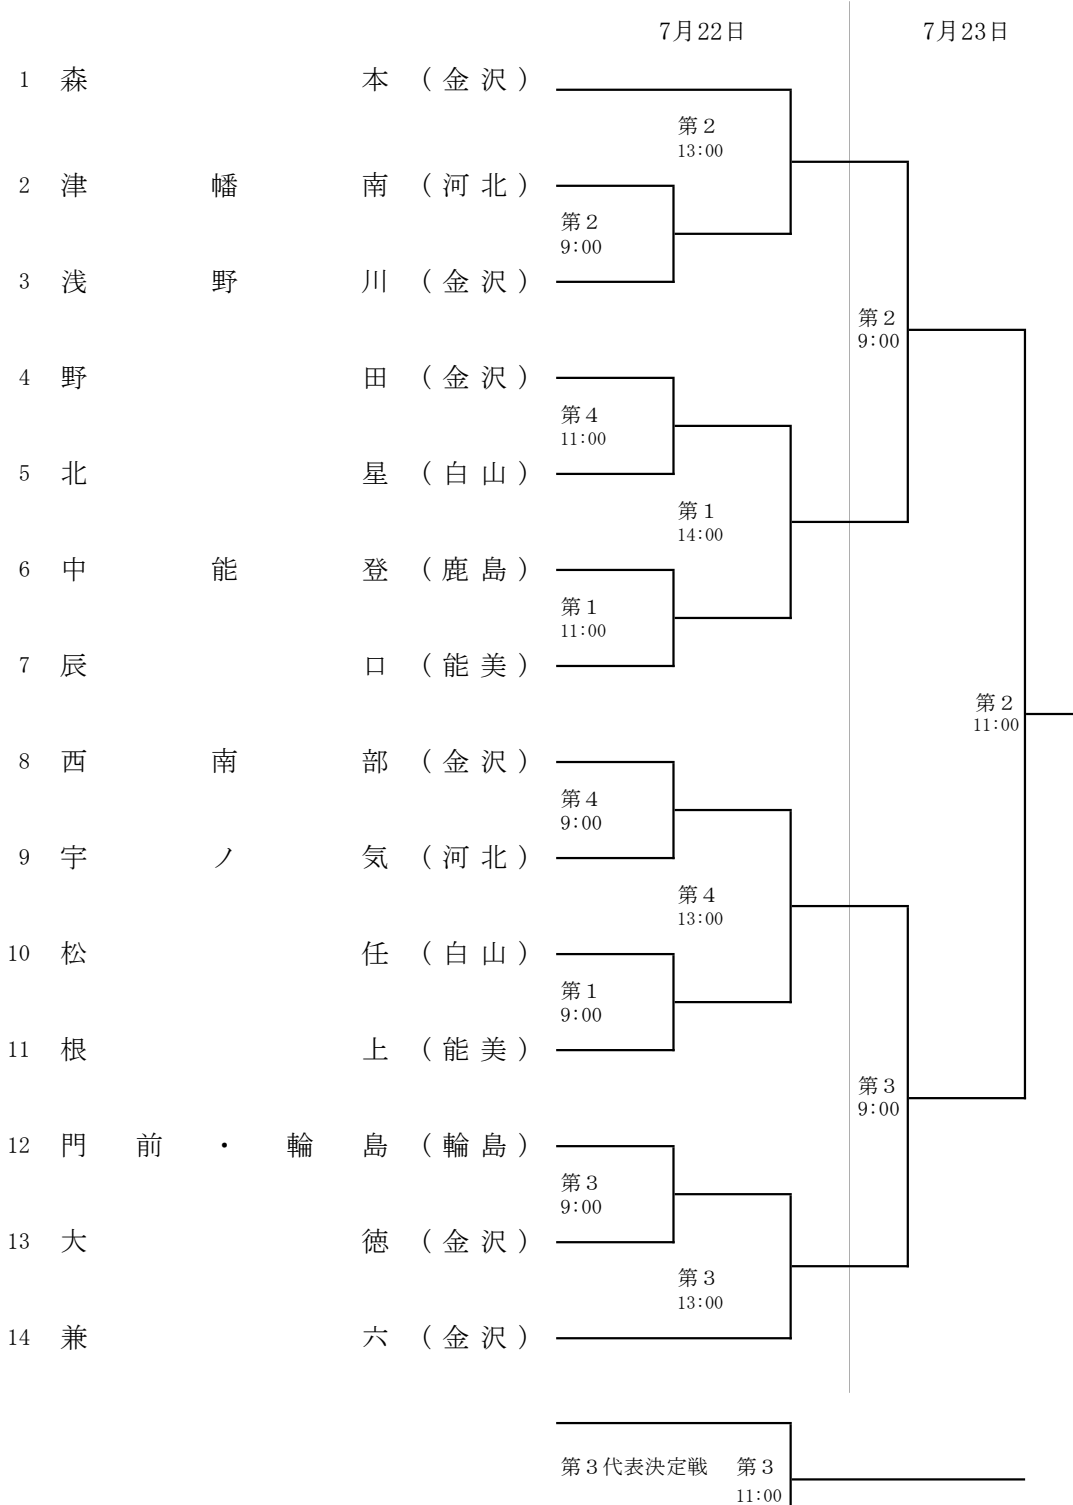 7月22日 7月23日
1 森本（金沢）
第２
13:00
2 津幡南（河北）
第２
9:00
3 浅野川（金沢）
第２
9:00
4 野田（金沢）
第４
11:00
5 北星（白山）
第１
14:00
6 中能登（鹿島）
第１
11:00
7 辰口（能美）
第２
11:00
8 西南部（金沢）
第４
9:00
9 宇ノ気（河北）
第４
13:00
10 松任（白山）
第１
9:00
11 根上（能美）
第３
9:00
12 門前・輪島（輪島）
第３
9:00
13 大徳（金沢）
第３
13:00
14 兼六（金沢）
第３代表決定戦 第３
11:00